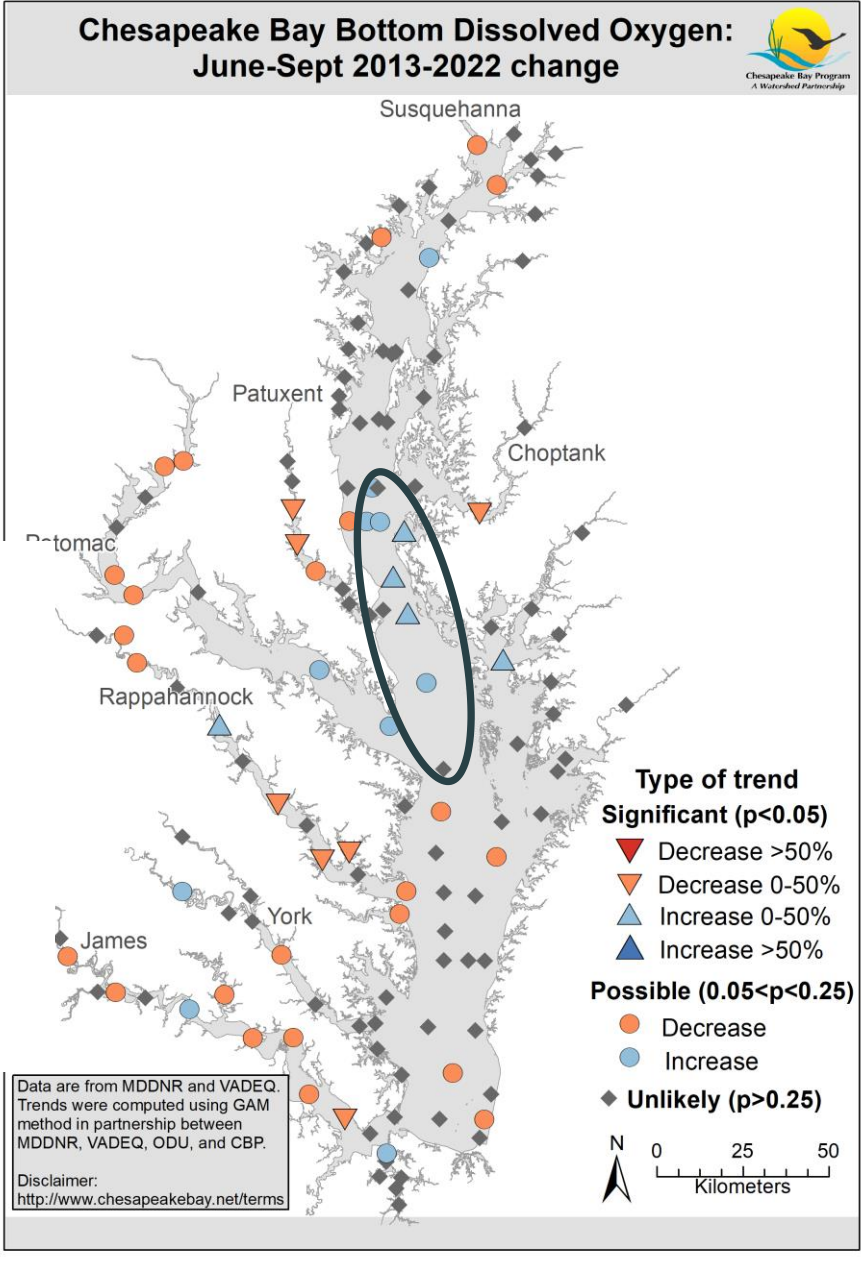 Chesapeake Bay Bottom Dissolved Oxygen:
June-Sept 2013-2022 change
Chesapeake Bay Program
A Watershed Partnership
Susquehanna
Patuxent
Choptank
Potomac
Rappahannock
York
James
Type of trend
Significant (p<0.05)
Decrease >50%
Decrease 0-50%
Increase 0-50%
Increase >50%
Possible (0.05<p<0.25)
Decrease
Increase
Unlikely (p>0.25)
Data are from MDDNR and VADEQ.
Trends were computed using GAM
method in partnership between
MDDNR, VADEQ, ODU, and CBP.
Disclaimer:
http://www.chesapeakebay.net/terms
N
0 25 50
Kilometers